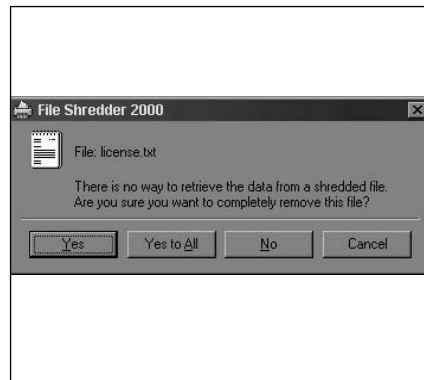 File Shredder 2000
File: license.txt
There is no way to retrieve the data from a shredded file.
Are you sure you want to completely remove this file?
Yes
Yes to All
No
Cancel